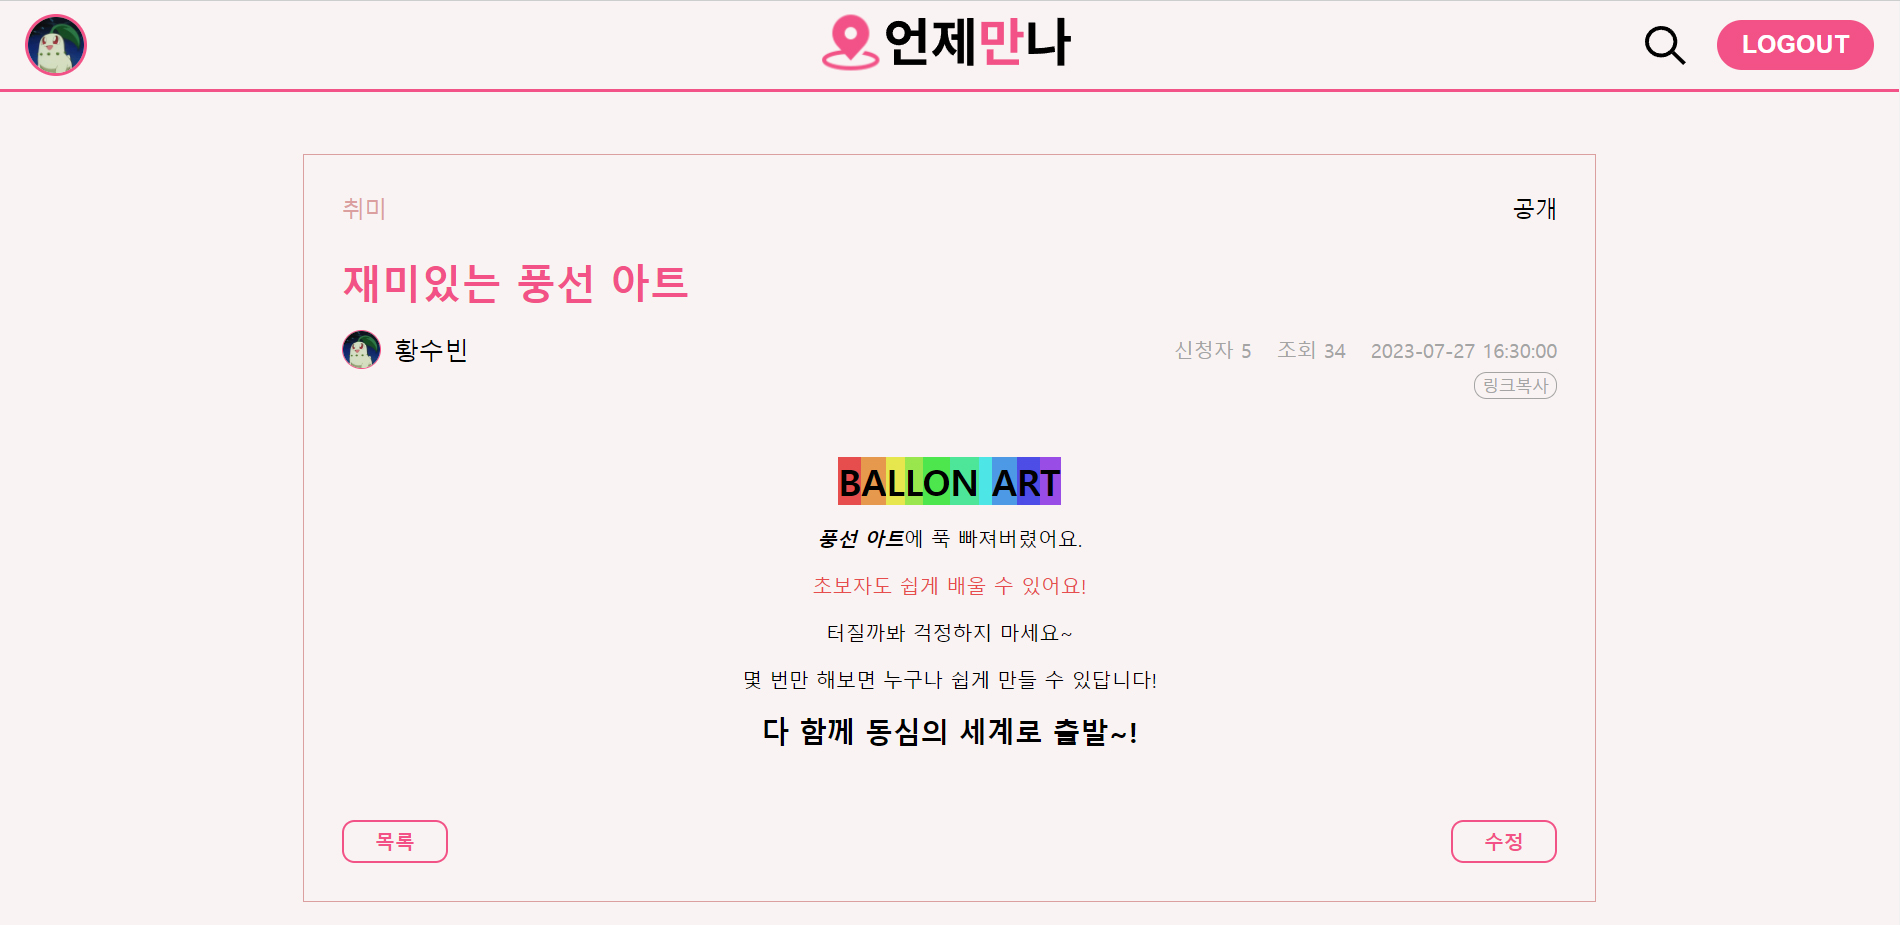 언제만나
LOGOUT
취미
공개
재미있는 풍선 아트
황수빈
신청자 5 조회 34 2023-07-27 16:30:00
링크복사
BALLON ART
풍선 아트에 푹 빠져버렸어요.
초보자도 쉽게 배울 수 있어요!
터질까봐 걱정하지 마세요~
몇 번만 해보면 누구나 쉽게 만들 수 있답니다!
다 함께 동심의 세계로 출발~!
목록
수정